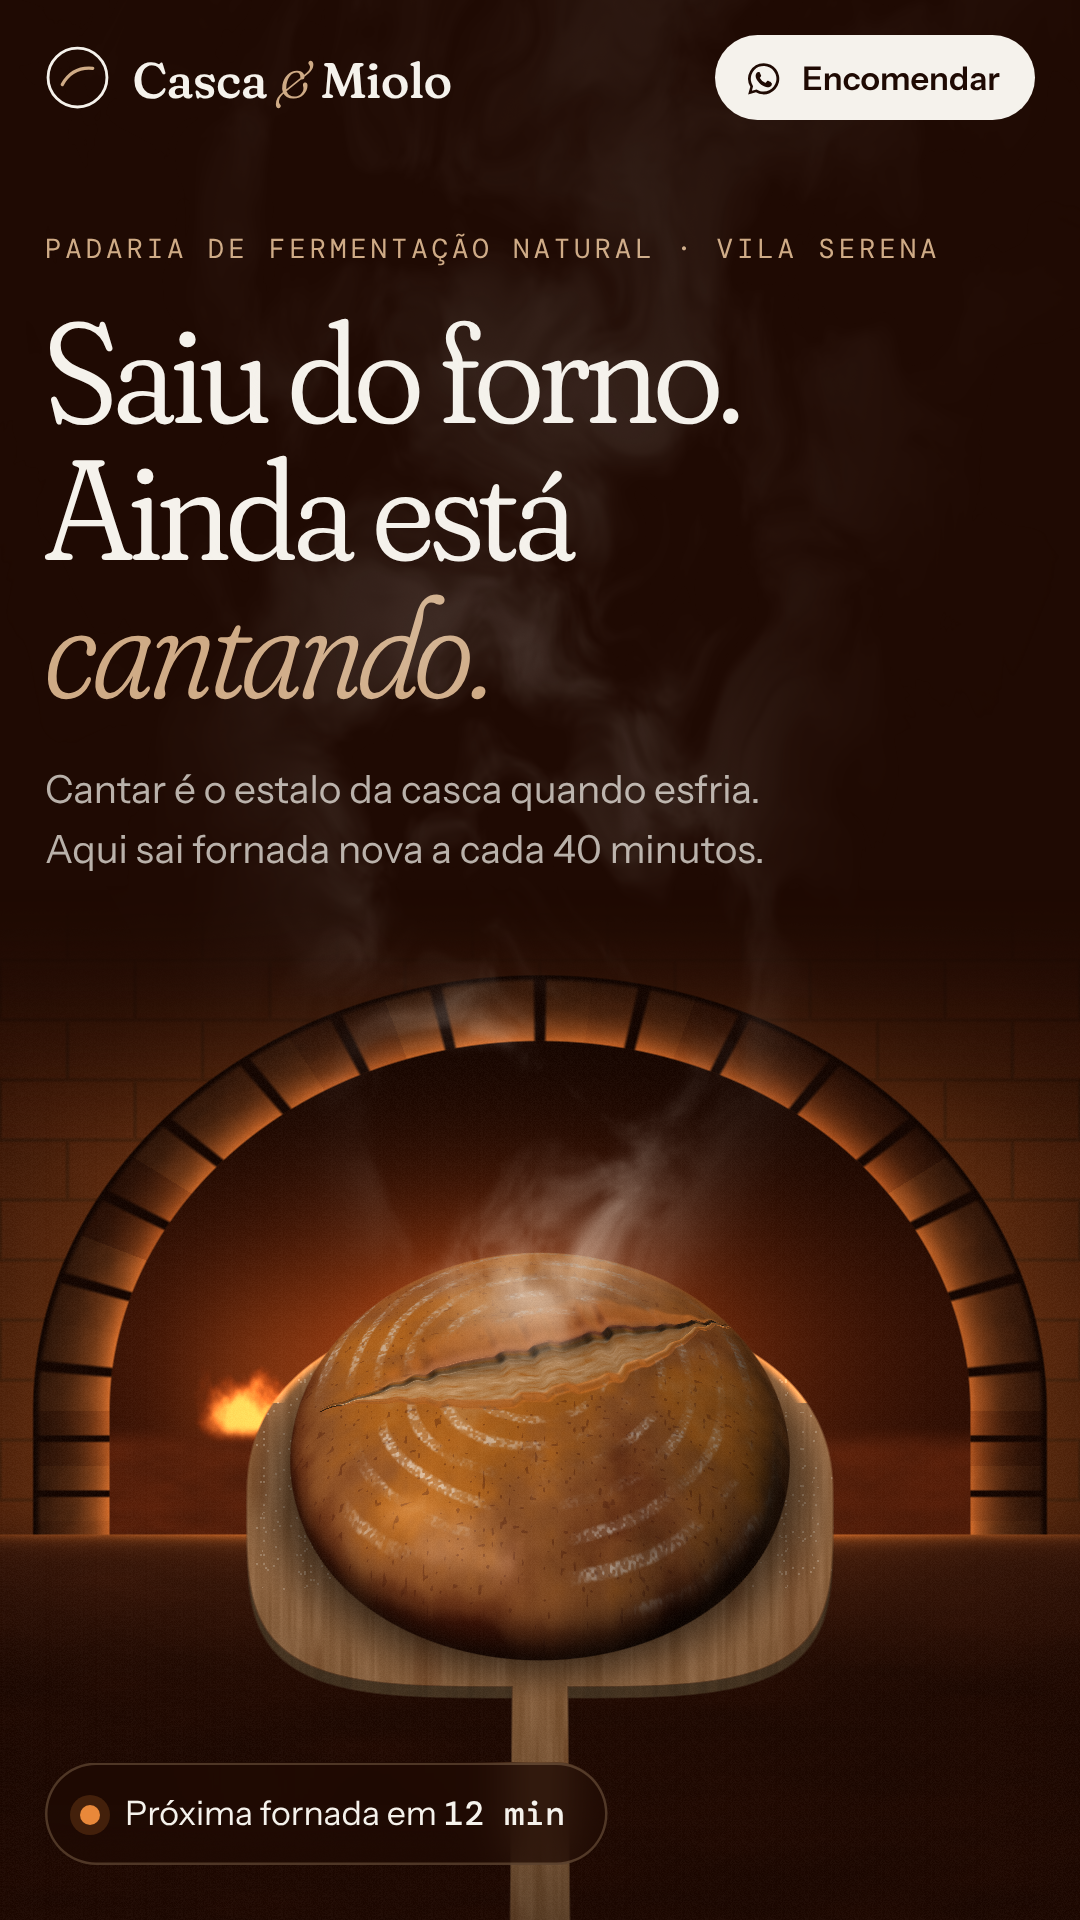 Casca & Miolo
Encomendar
PADARIA DE FERMENTAÇÃO NATURAL · VILA SERENA
Saiu do forno.
Ainda está
cantando.
Cantar é o estalo da casca quando esfria.
Aqui sai fornada nova a cada 40 minutos.
Próxima fornada em 12 min